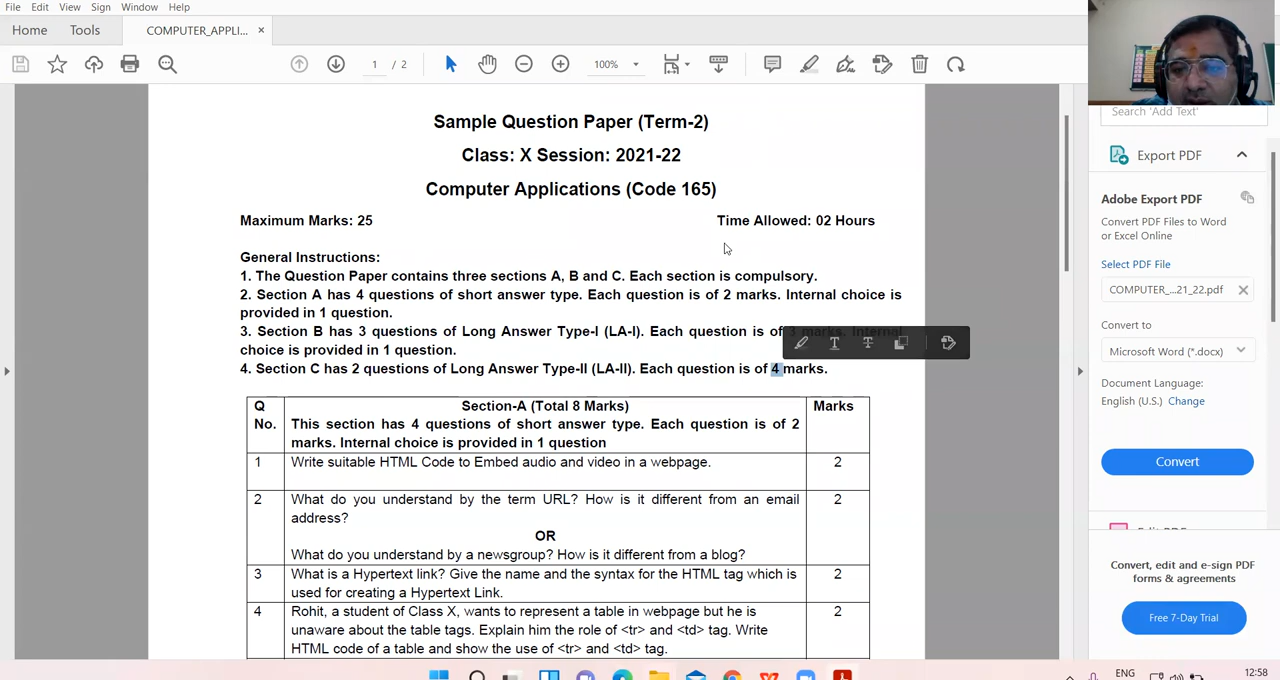 File Edit View Sign Window Help
Home Tools COMPUTER_APPLI... ×
1 / 2 100%
Sample Question Paper (Term-2)
Class: X Session: 2021-22
Computer Applications (Code 165)
Maximum Marks: 25 Time Allowed: 02 Hours
General Instructions:
1. The Question Paper contains three sections A, B and C. Each section is compulsory.
2. Section A has 4 questions of short answer type. Each question is of 2 marks. Internal choice is
provided in 1 question.
3. Section B has 3 questions of Long Answer Type-I (LA-I). Each question is of 3 marks. Internal
choice is provided in 1 question.
4. Section C has 2 questions of Long Answer Type-II (LA-II). Each question is of 4 marks.
Q Section-A (Total 8 Marks) Marks
No. This section has 4 questions of short answer type. Each question is of 2
marks. Internal choice is provided in 1 question
1 Write suitable HTML Code to Embed audio and video in a webpage. 2
2 What do you understand by the term URL? How is it different from an email 2
address?
OR
What do you understand by a newsgroup? How is it different from a blog?
3 What is a Hypertext link? Give the name and the syntax for the HTML tag which is 2
used for creating a Hypertext Link.
4 Rohit, a student of Class X, wants to represent a table in webpage but he is 2
unaware about the table tags. Explain him the role of <tr> and <td> tag. Write
HTML code of a table and show the use of <tr> and <td> tag.
Search 'Add Text'
Export PDF
Adobe Export PDF
Convert PDF Files to Word
or Excel Online
Select PDF File
COMPUTER_...21_22.pdf
Convert to
Microsoft Word (*.docx)
Document Language:
English (U.S.) Change
Convert
Convert, edit and e-sign PDF
forms & agreements
Free 7-Day Trial
ENG 12:58